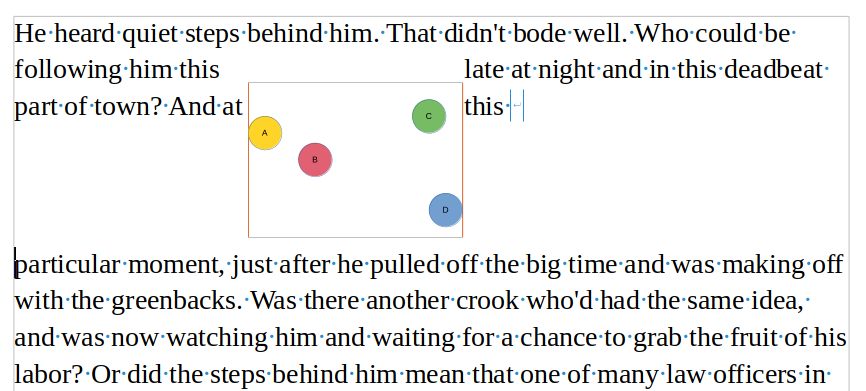 He heard quiet steps behind him. That didn't bode well. Who could be
following him this late at night and in this deadbeat
part of town? And at this
A
B
C
D
particular moment, just after he pulled off the big time and was making off
with the greenbacks. Was there another crook who'd had the same idea,
and was now watching him and waiting for a chance to grab the fruit of his
labor? Or did the steps behind him mean that one of many law officers in